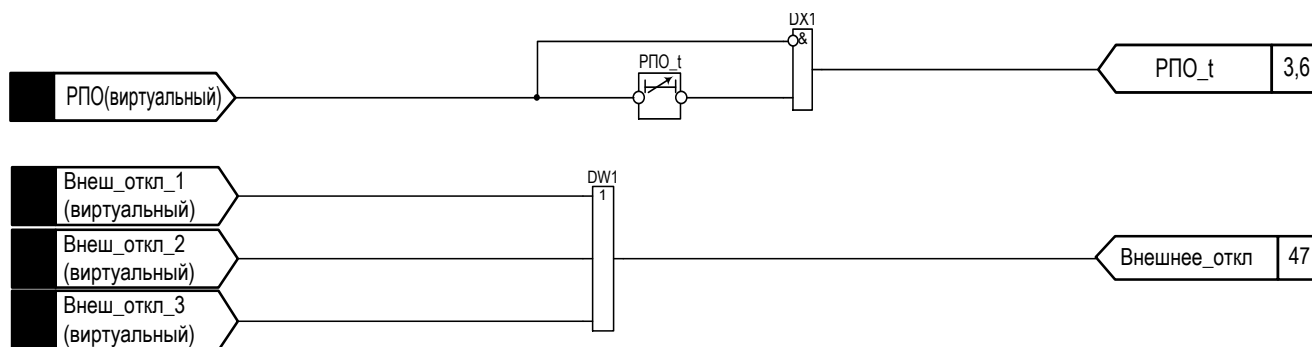 DX1
&
РПО_t
РПО_t
3,6
РПО(виртуальный)
Внеш_откл_1
(виртуальный)
DW1
1
Внеш_откл_2
(виртуальный)
Внешнее_откл
47
Внеш_откл_3
(виртуальный)